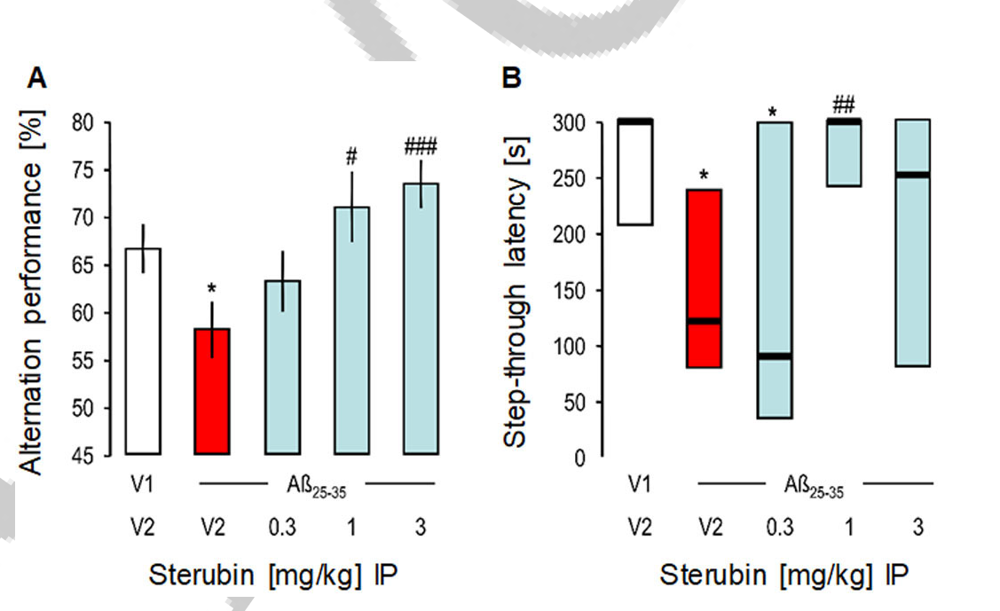 A
Alternation performance [%]
80
75
70
65
60
55
50
45
*
#
###
V1
Aß25-35
V2 V2 0.3 1 3
Sterubin [mg/kg] IP
B
Step-through latency [s]
300
250
200
150
100
50
0
*
*
##
V1
Aß25-35
V2 V2 0.3 1 3
Sterubin [mg/kg] IP